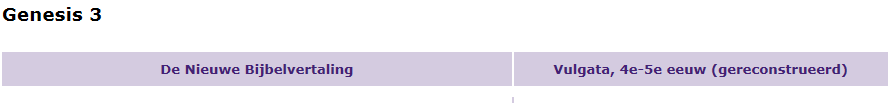 Genesis 3
De Nieuwe Bijbelvertaling Vulgata, 4e-5e eeuw (gereconstrueerd)